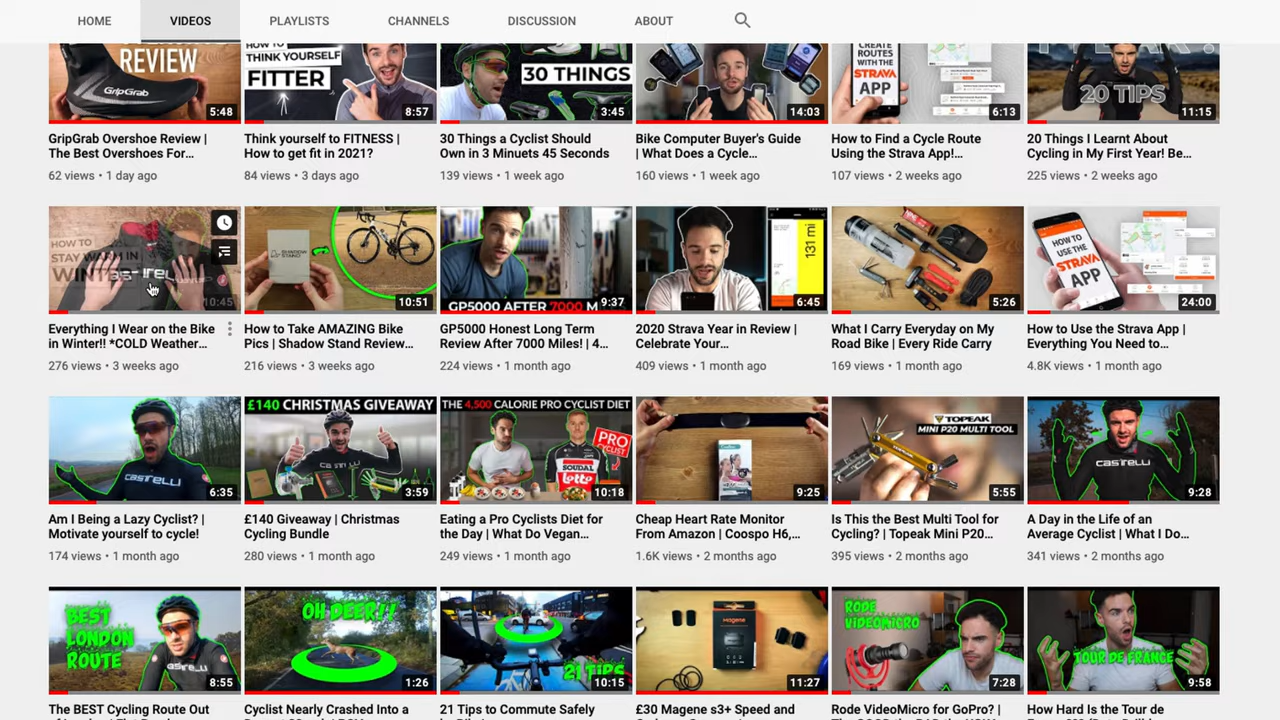 HOME
VIDEOS
PLAYLISTS
CHANNELS
DISCUSSION
ABOUT
REVIEW
GripGrab
5:48
HOW TO
THINK YOURSELF
FITTER
8:57
30 THINGS
3:45
14:03
CREATE
ROUTES
WITH THE
STRAVA
APP
6:13
20 TIPS
11:15
GripGrab Overshoe Review |
The Best Overshoes For...
62 views • 1 day ago
Think yourself to FITNESS |
How to get fit in 2021?
84 views • 3 days ago
30 Things a Cyclist Should
Own in 3 Minuets 45 Seconds
139 views • 1 week ago
Bike Computer Buyer's Guide
| What Does a Cycle...
160 views • 1 week ago
How to Find a Cycle Route
Using the Strava App!...
107 views • 2 weeks ago
20 Things I Learnt About
Cycling in My First Year! Be...
225 views • 2 weeks ago
HOW TO
STAY WARM IN
WINTER
10:45
10:51
GP5000 AFTER 7000 M
9:37
131 mi
6:45
5:26
HOW TO
USE THE
STRAVA
APP
24:00
Everything I Wear on the Bike
in Winter!! *COLD Weather...
276 views • 3 weeks ago
How to Take AMAZING Bike
Pics | Shadow Stand Review...
216 views • 3 weeks ago
GP5000 Honest Long Term
Review After 7000 Miles! | 4...
224 views • 1 month ago
2020 Strava Year in Review |
Celebrate Your...
409 views • 1 month ago
What I Carry Everyday on My
Road Bike | Every Ride Carry
169 views • 1 month ago
How to Use the Strava App |
Everything You Need to...
4.8K views • 1 month ago
castelli
6:35
£140 CHRISTMAS GIVEAWAY
CASTELLI
3:59
THE 4,500 CALORIE PRO CYCLIST DIET
PRO
CYCLIST
SOUDAL
Lotto
10:18
9:25
TOPEAK
MINI P20 MULTI TOOL
5:55
castelli
9:28
Am I Being a Lazy Cyclist? |
Motivate yourself to cycle!
174 views • 1 month ago
£140 Giveaway | Christmas
Cycling Bundle
280 views • 1 month ago
Eating a Pro Cyclists Diet for
the Day | What Do Vegan...
249 views • 1 month ago
Cheap Heart Rate Monitor
From Amazon | Coospo H6,...
1.6K views • 2 months ago
Is This the Best Multi Tool for
Cycling? | Topeak Mini P20...
395 views • 2 months ago
A Day in the Life of an
Average Cyclist | What I Do...
341 views • 2 months ago
BEST
LONDON
ROUTE
castelli
8:55
OH DEER!!
1:26
21 TIPS
10:15
magene
11:27
RODE
VIDEOMICRO
7:28
TOUR DE FRANCE
9:58
The BEST Cycling Route Out
Cyclist Nearly Crashed Into a
21 Tips to Commute Safely
£30 Magene s3+ Speed and
Rode VideoMicro for GoPro? |
How Hard Is the Tour de